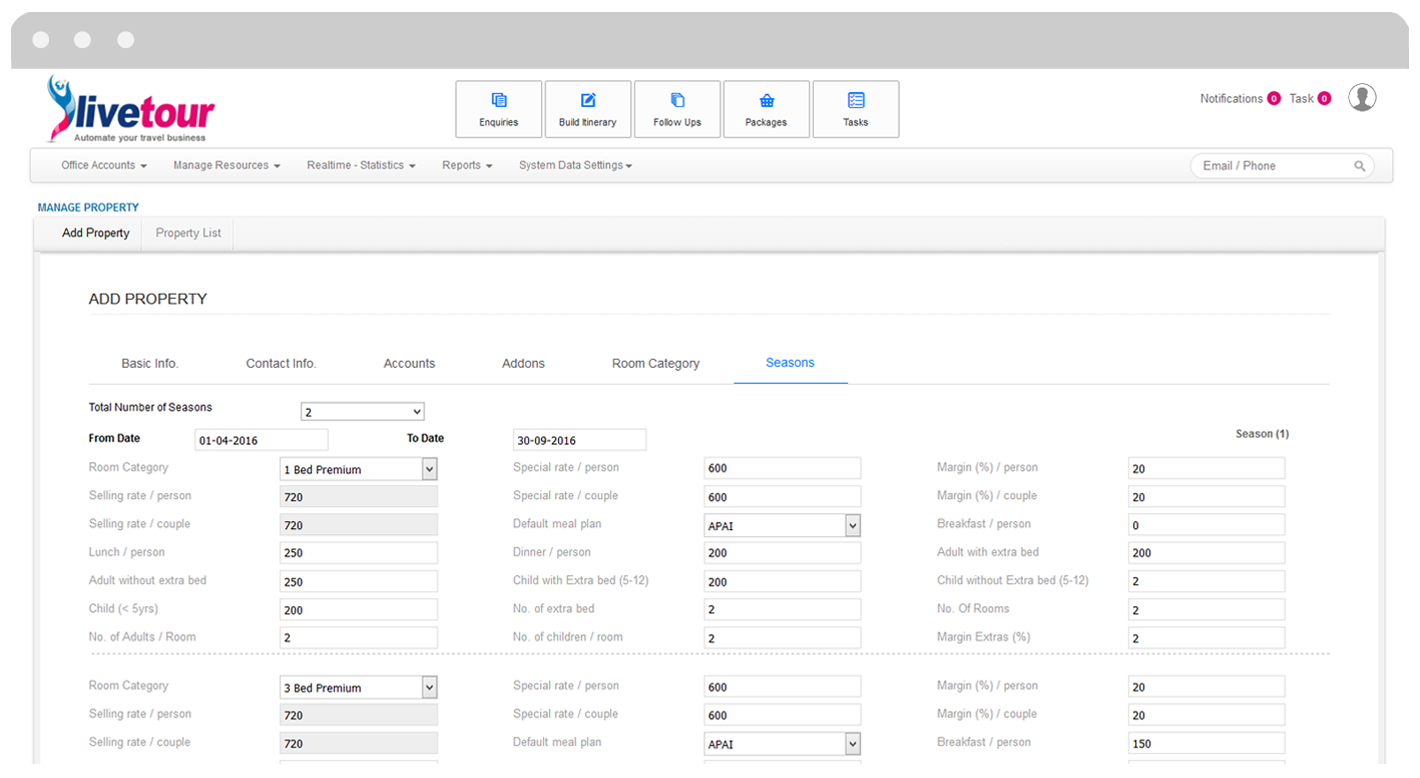 livetour
Automate your travel business
Enquiries Build Itinerary Follow Ups Packages Tasks
Notifications 0 Task 0
Office Accounts Manage Resources Realtime - Statistics Reports System Data Settings Email / Phone
MANAGE PROPERTY
Add Property Property List
ADD PROPERTY
Basic Info. Contact Info. Accounts Addons Room Category Seasons
Total Number of Seasons 2
From Date 01-04-2016 To Date 30-09-2016 Season (1)
Room Category 1 Bed Premium Special rate / person 600 Margin (%) / person 20
Selling rate / person 720 Special rate / couple 600 Margin (%) / couple 20
Selling rate / couple 720 Default meal plan APAI Breakfast / person 0
Lunch / person 250 Dinner / person 200 Adult with extra bed 200
Adult without extra bed 250 Child with Extra bed (5-12) 200 Child without Extra bed (5-12) 2
Child (< 5yrs) 200 No. of extra bed 2 No. Of Rooms 2
No. of Adults / Room 2 No. of children / room 2 Margin Extras (%) 2
Room Category 3 Bed Premium Special rate / person 600 Margin (%) / person 20
Selling rate / person 720 Special rate / couple 600 Margin (%) / couple 20
Selling rate / couple 720 Default meal plan APAI Breakfast / person 150